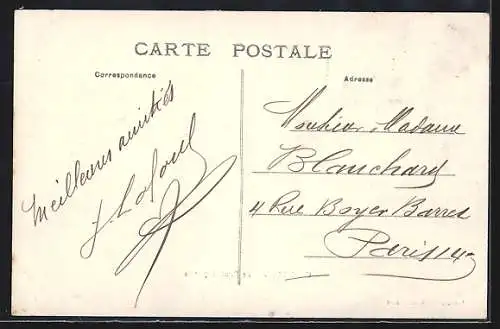 CARTE POSTALE
Correspondance
Adresse
Meilleures amitiés
Monsieur, Madame
Blanchard
4 Rue Boyer Barret
Paris 14e